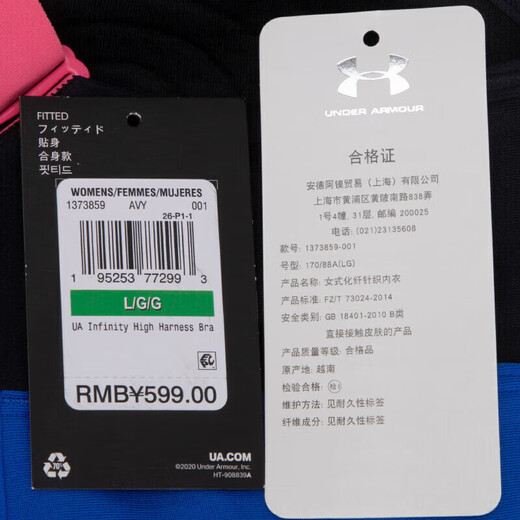 FITTED
フィッティド
貼身
合身款
핏티드
WOMENS/FEMMES/MUJERES
1373859 AVY 001
26-P1-1
1 95253 77299 3
L/G/G
UA Infinity High Harness Bra
RMB¥599.00
UA.COM
©2020 Under Armour, Inc.
HT-908839A
UNDER ARMOUR
合格证
安德阿镆贸易（上海）有限公司
上海市黄浦区黄陂南路838弄
1号4幢, 31层, 邮编 200025
电话: (021)23135608
款号: 1373859-001
号型: 170/88A(LG)
产品名称: 女式化纤针织内衣
产品标准: FZ/T 73024-2014
安全类别: GB 18401-2010 B类
直接接触皮肤的产品
产品质量等级: 合格品
原产地: 越南
检验合格: 检1
维护方法: 见耐久性标签
纤维成分: 见耐久性标签